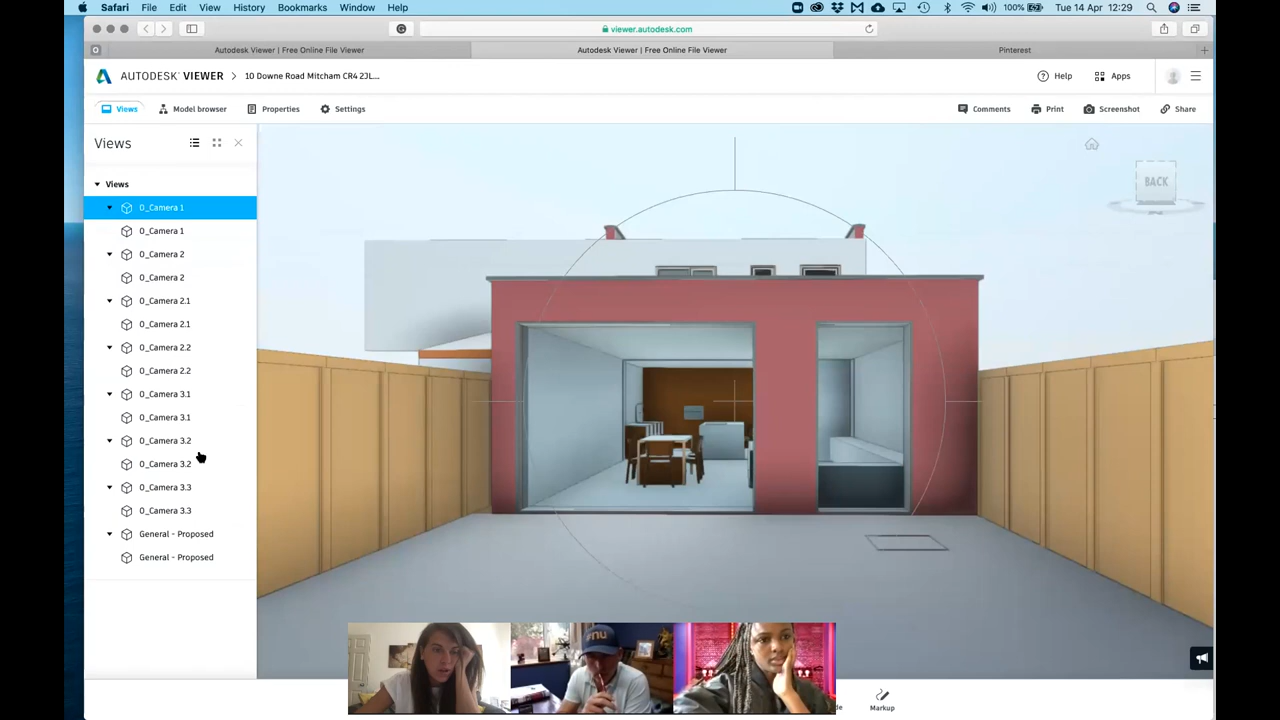 Safari File Edit View History Bookmarks Window Help 100% Tue 14 Apr 12:29
viewer.autodesk.com
Autodesk Viewer | Free Online File Viewer Autodesk Viewer | Free Online File Viewer Pinterest
AUTODESK® VIEWER 10 Downe Road Mitcham CR4 2JL... Help Apps
Views Model browser Properties Settings Comments Print Screenshot Share
Views
Views
0_Camera 1
0_Camera 1
0_Camera 2
0_Camera 2
0_Camera 2.1
0_Camera 2.1
0_Camera 2.2
0_Camera 2.2
0_Camera 3.1
0_Camera 3.1
0_Camera 3.2
0_Camera 3.2
0_Camera 3.3
0_Camera 3.3
General - Proposed
General - Proposed
BACK
nu
Markup